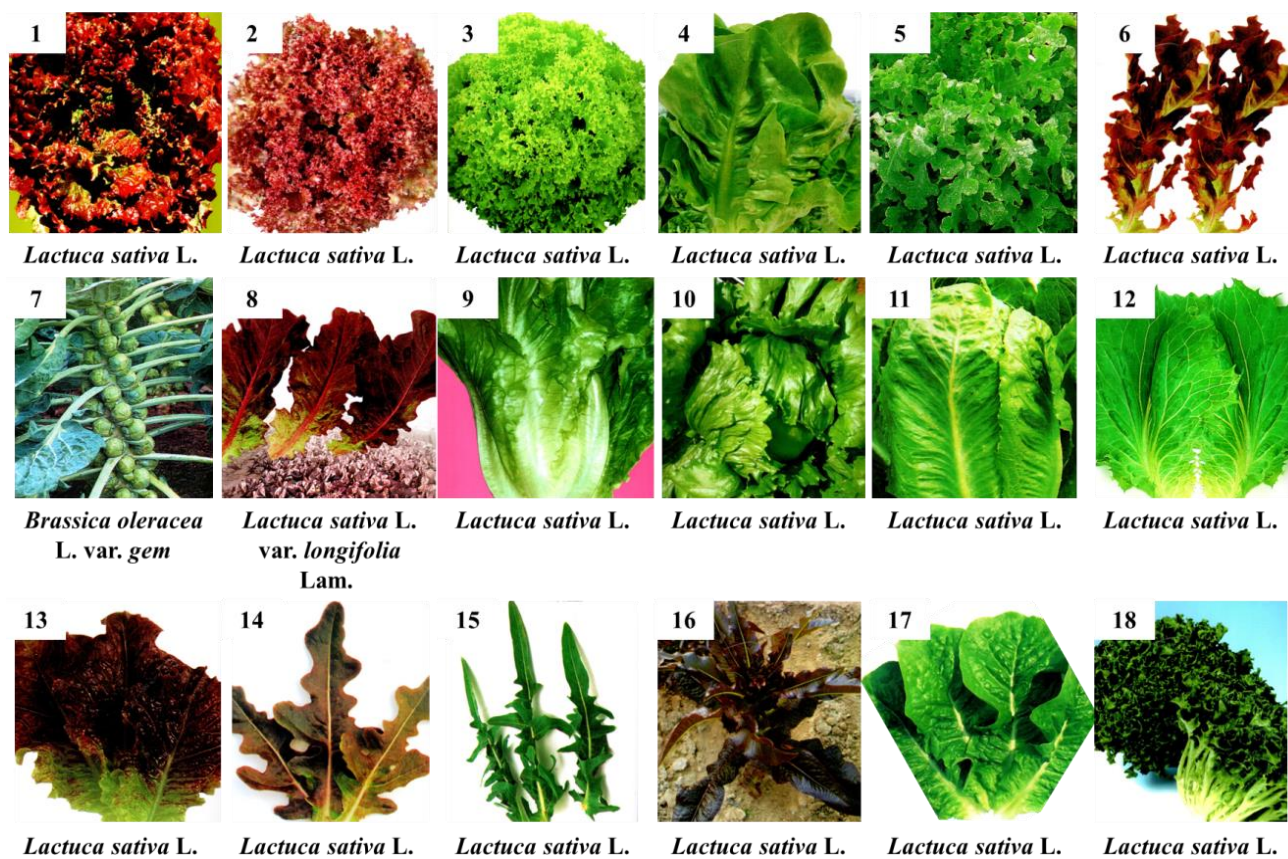 1 2 3 4 5 6
Lactuca sativa L. Lactuca sativa L. Lactuca sativa L. Lactuca sativa L. Lactuca sativa L. Lactuca sativa L.
7 8 9 10 11 12
Brassica oleracea Lactuca sativa L. Lactuca sativa L. Lactuca sativa L. Lactuca sativa L. Lactuca sativa L.
L. var. gem var. longifolia
Lam.
13 14 15 16 17 18
Lactuca sativa L. Lactuca sativa L. Lactuca sativa L. Lactuca sativa L. Lactuca sativa L. Lactuca sativa L.